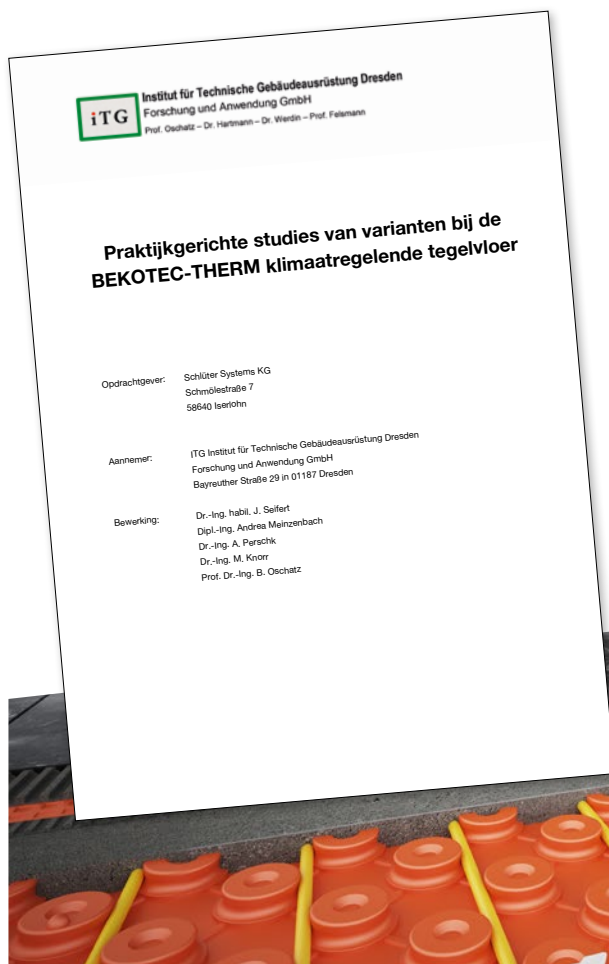 iTG
Institut für Technische Gebäudeausrüstung Dresden
Forschung und Anwendung GmbH
Prof. Oschatz – Dr. Hartmann – Dr. Werdin – Prof. Felsmann
Praktijkgerichte studies van varianten bij de
BEKOTEC-THERM klimaatregelende tegelvloer
Opdrachtgever: Schlüter Systems KG
Schmölestraße 7
58640 Iserlohn
Aannemer: ITG Institut für Technische Gebäudeausrüstung Dresden
Forschung und Anwendung GmbH
Bayreuther Straße 29 in 01187 Dresden
Bewerking: Dr.-Ing. habil. J. Seifert
Dipl.-Ing. Andrea Meinzenbach
Dr.-Ing. A. Perschk
Dr.-Ing. M. Knorr
Prof. Dr.-Ing. B. Oschatz